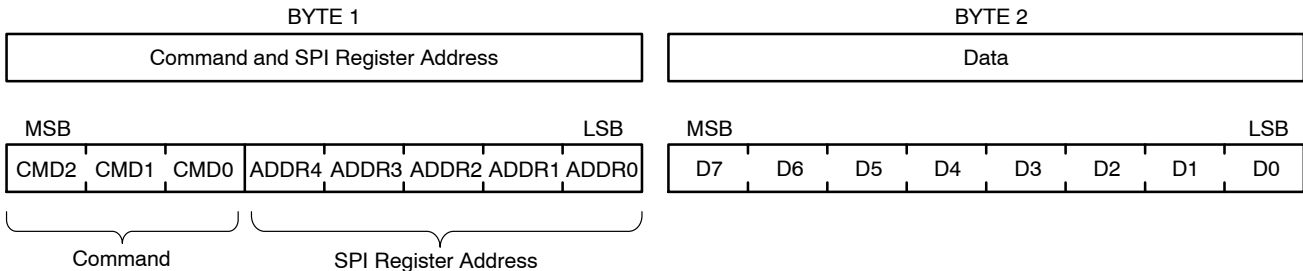 BYTE 1 BYTE 2
Command and SPI Register Address Data
MSB LSB MSB LSB
CMD2 CMD1 CMD0 ADDR4 ADDR3 ADDR2 ADDR1 ADDR0 D7 D6 D5 D4 D3 D2 D1 D0
Command SPI Register Address